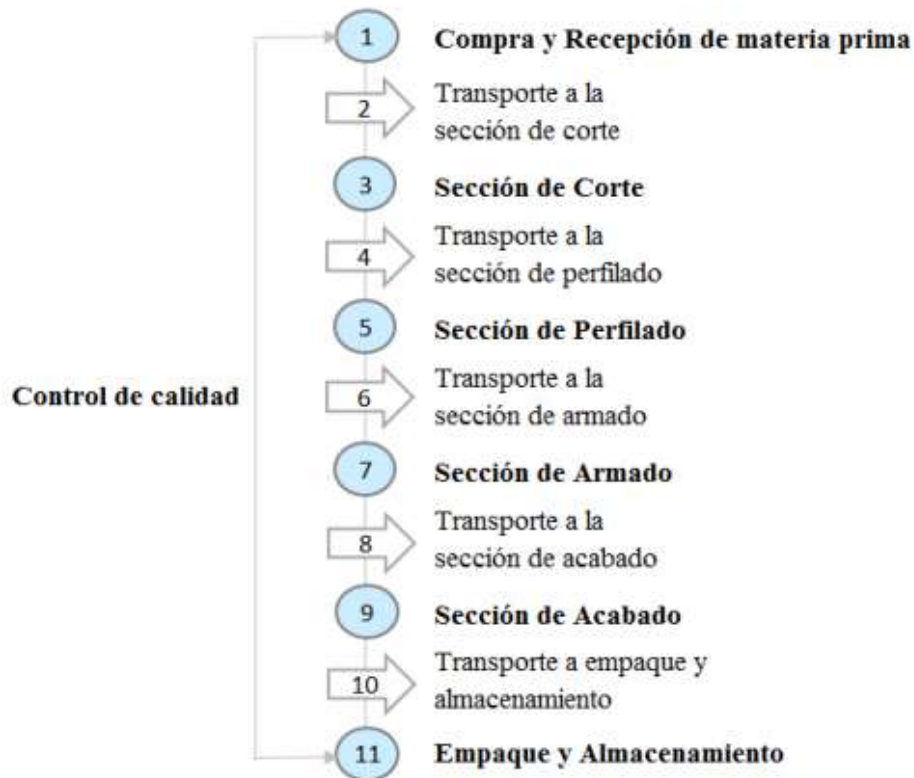 1 Compra y Recepción de materia prima
2 Transporte a la
sección de corte
3 Sección de Corte
4 Transporte a la
sección de perfilado
5 Sección de Perfilado
Control de calidad
6 Transporte a la
sección de armado
7 Sección de Armado
8 Transporte a la
sección de acabado
9 Sección de Acabado
10 Transporte a empaque y
almacenamiento
11 Empaque y Almacenamiento